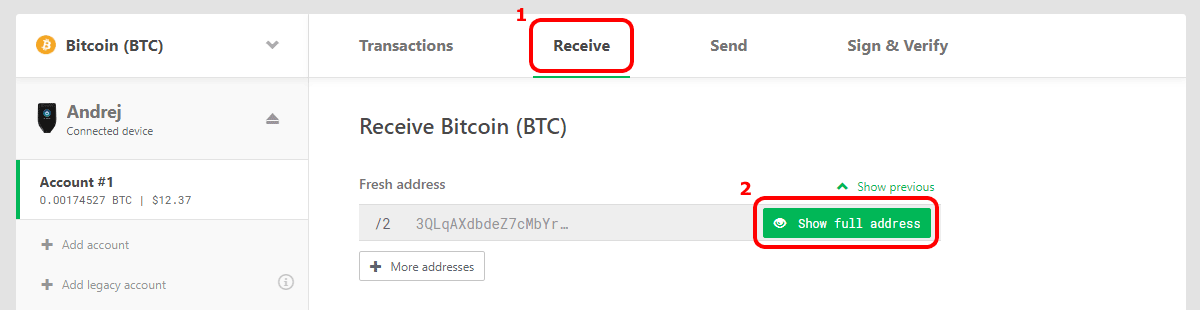 1
Bitcoin (BTC)
Transactions Receive Send Sign & Verify
Andrej
Connected device
Receive Bitcoin (BTC)
Account #1
0.00174527 BTC | $12.37
Fresh address
2
Show previous
/2 3QLqAXdbdeZ7cMbYr…
Show full address
Add account
More addresses
Add legacy account